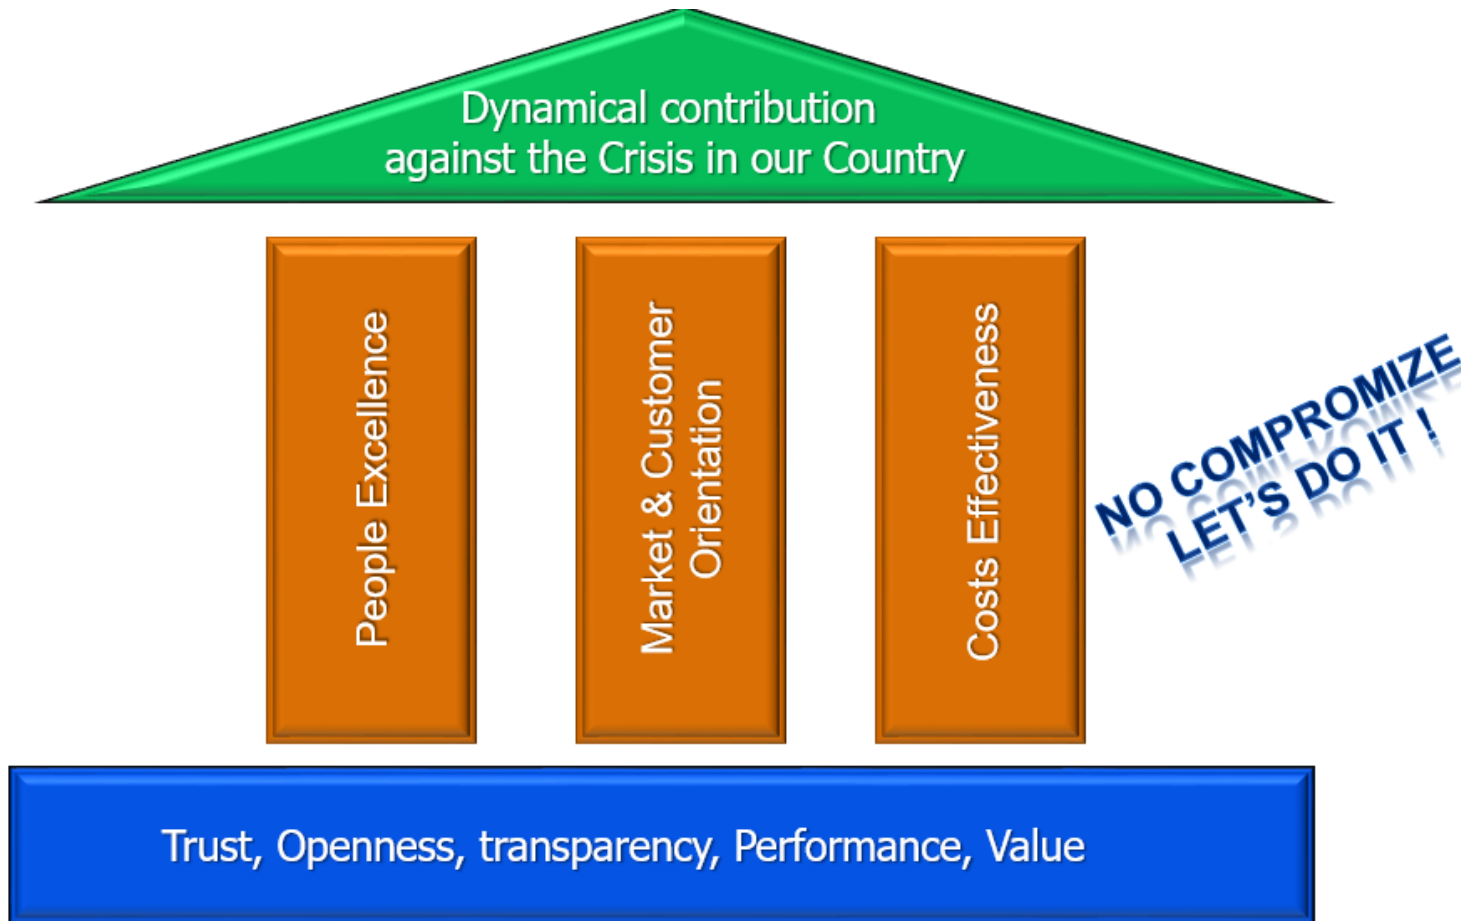 Dynamical contribution
against the Crisis in our Country
People Excellence
Market & Customer
Orientation
Costs Effectiveness
NO COMPROMIZE
LET’S DO IT !
Trust, Openness, transparency, Performance, Value